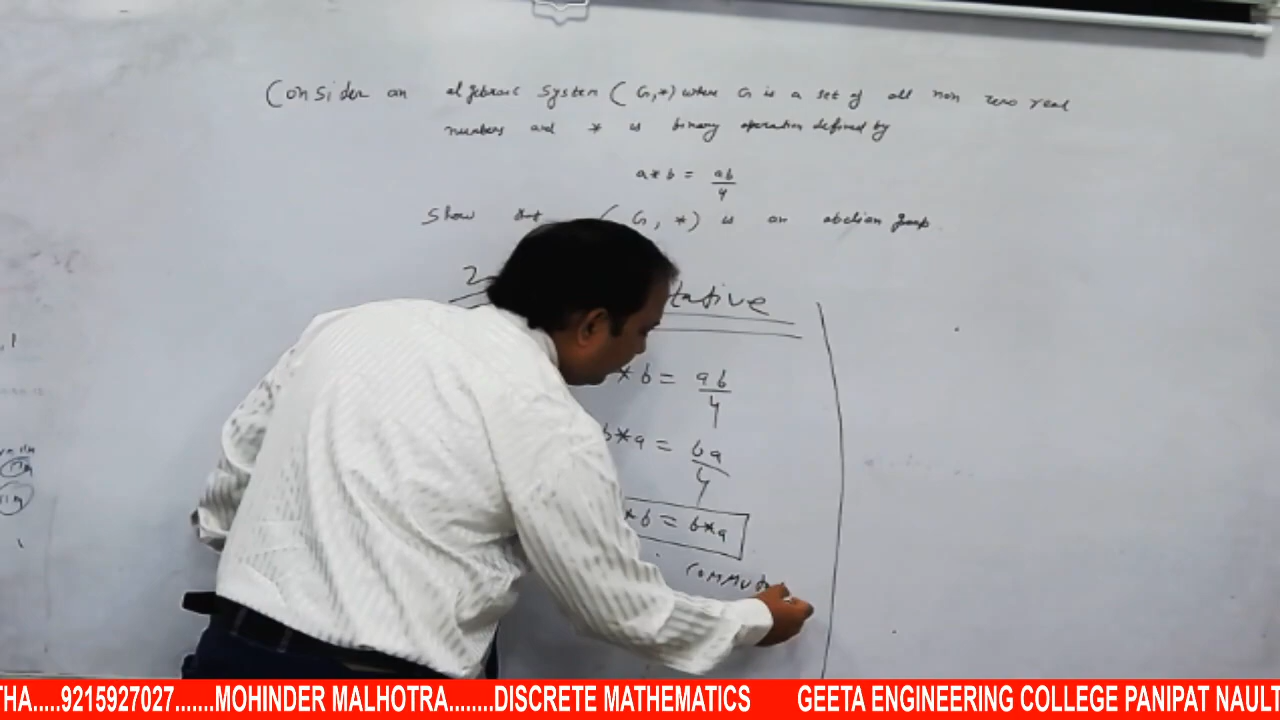 Consider an algebraic system (G,*) where G is a set of all non zero real
numbers and * is binary operation defined by
a*b = ab/4
Show that (G, *) is an abelian group.
2 tative
*b = ab/4
b*a = ba/4
*b = b*a
commuta
THA.....9215927027.......MOHINDER MALHOTRA........DISCRETE MATHEMATICS GEETA ENGINEERING COLLEGE PANIPAT NAULT